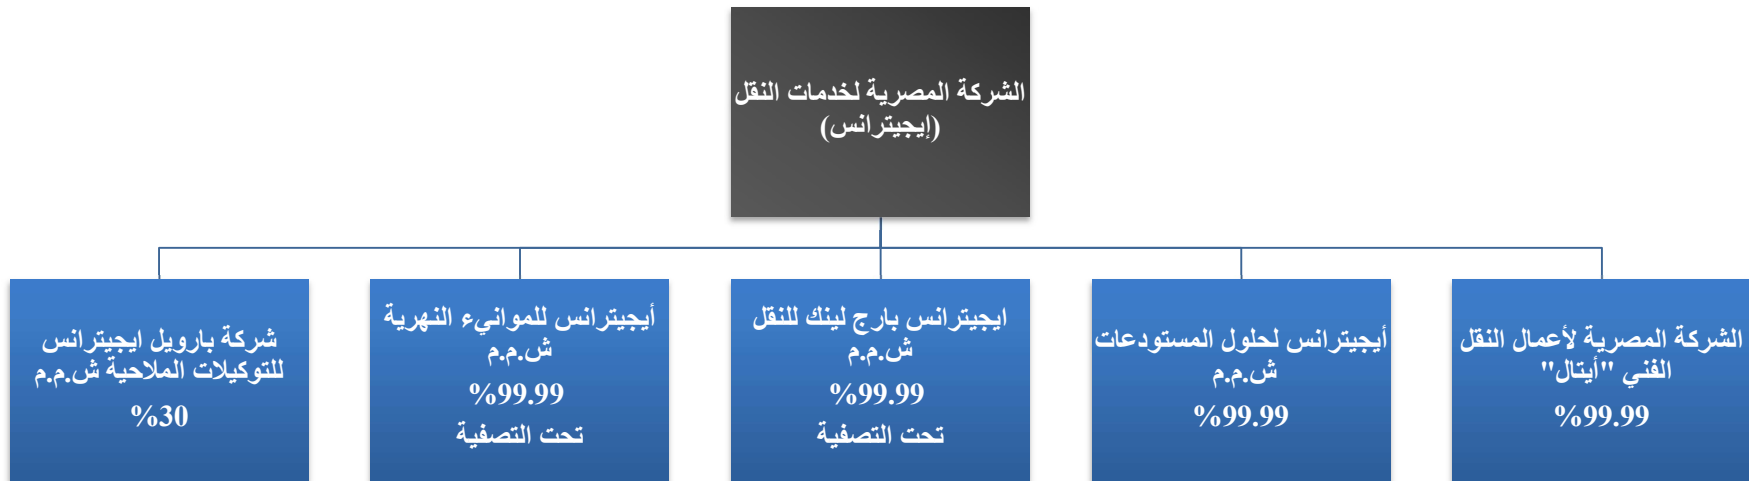 الشركة المصرية لخدمات النقل
(إيجيترانس)
الشركة المصرية لأعمال النقل
الفني "أيتال"
%99.99
أيجيترانس لحلول المستودعات
ش.م.م
%99.99
ايجيترانس بارج لينك للنقل
ش.م.م
%99.99
تحت التصفية
أيجيترانس للموانيء النهرية
ش.م.م
%99.99
تحت التصفية
شركة بارويل ايجيترانس
للتوكيلات الملاحية ش.م.م
%30